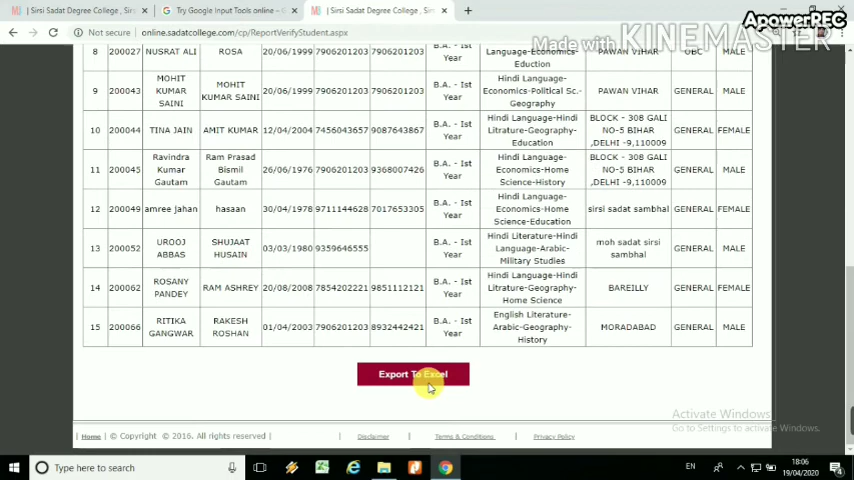 | Sirsi Sadat Degree College , Sirs
Try Google Input Tools online –
| Sirsi Sadat Degree College , Sirs
ApowerREC
Made with KINEMASTER
Not secure | online.sadatcollege.com/cp/ReportVerifyStudent.aspx
8 200027 NUSRAT ALI ROSA 20/06/1999 7906201203 7906201203 B.A. - Ist Year Language-Economics-Eduction PAWAN VIHAR OBC MALE
9 200043 MOHIT KUMAR SAINI MOHIT KUMAR SAINI 20/06/1999 7906201203 7906201203 B.A. - Ist Year Hindi Language-Economics-Political Sc.-Geography PAWAN VIHAR GENERAL MALE
10 200044 TINA JAIN AMIT KUMAR 12/04/2004 7456043657 9087643867 B.A. - Ist Year Hindi Language-Hindi Litrature-Geography-Education BLOCK - 308 GALI NO-5 BIHAR ,DELHI -9,110009 GENERAL FEMALE
11 200045 Ravindra Kumar Gautam Ram Prasad Bismil Gautam 26/06/1976 7906201203 9368007426 B.A. - Ist Year Hindi Language-Economics-Home Science-History BLOCK - 308 GALI NO-5 BIHAR ,DELHI -9,110009 GENERAL MALE
12 200049 amree jahan hasaan 30/04/1978 9711144628 7017653305 B.A. - Ist Year Hindi Language-Economics-Home Science-Education sirsi sadat sambhal GENERAL FEMALE
13 200052 UROOJ ABBAS SHUJAAT HUSAIN 03/03/1980 9359646555 B.A. - Ist Year Hindi Literature-Hindi Language-Arabic-Military Studies moh sadat sirsi sambhal GENERAL MALE
14 200062 ROSANY PANDEY RAM ASHREY 20/08/2008 7854202221 9851112121 B.A. - Ist Year Hindi Language-Hindi Litrature-Geography-Home Science BAREILLY GENERAL FEMALE
15 200066 RITIKA GANGWAR RAKESH ROSHAN 01/04/2003 7906201203 8932442421 B.A. - Ist Year English Literature-Arabic-Geography-History MORADABAD GENERAL MALE
Export To Excel
Activate Windows
Go to Settings to activate Windows.
| Home | © Copyright © 2016. All rights reserved | | Disclaimer | Terms & Conditions | Privacy Policy
Type here to search
EN
18:06
19/04/2020
4